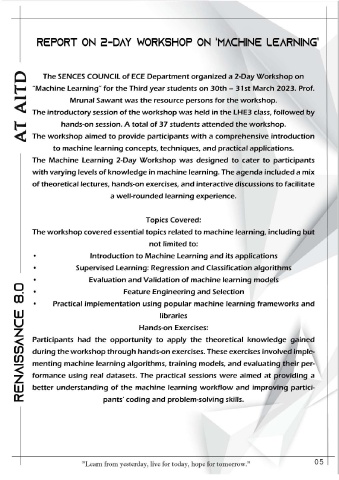 REPORT ON 2-DAY WORKSHOP ON 'MACHINE LEARNING'
AT AITD
RENAISSANCE 8.0
The SENCES COUNCIL of ECE Department organized a 2-Day Workshop on
"Machine Learning" for the Third year students on 30th – 31st March 2023. Prof.
Mrunal Sawant was the resource persons for the workshop.
The introductory session of the workshop was held in the LHE3 class, followed by
hands-on session. A total of 37 students attended the workshop.
The workshop aimed to provide participants with a comprehensive introduction
to machine learning concepts, techniques, and practical applications.
The Machine Learning 2-Day Workshop was designed to cater to participants
with varying levels of knowledge in machine learning. The agenda included a mix
of theoretical lectures, hands-on exercises, and interactive discussions to facilitate
a well-rounded learning experience.
Topics Covered:
The workshop covered essential topics related to machine learning, including but
not limited to:
• Introduction to Machine Learning and its applications
• Supervised Learning: Regression and Classification algorithms
• Evaluation and Validation of machine learning models
• Feature Engineering and Selection
• Practical implementation using popular machine learning frameworks and
libraries
Hands-on Exercises:
Participants had the opportunity to apply the theoretical knowledge gained
during the workshop through hands-on exercises. These exercises involved imple-
menting machine learning algorithms, training models, and evaluating their per-
formance using real datasets. The practical sessions were aimed at providing a
better understanding of the machine learning workflow and improving partici-
pants' coding and problem-solving skills.
"Learn from yesterday, live for today, hope for tomorrow."
05